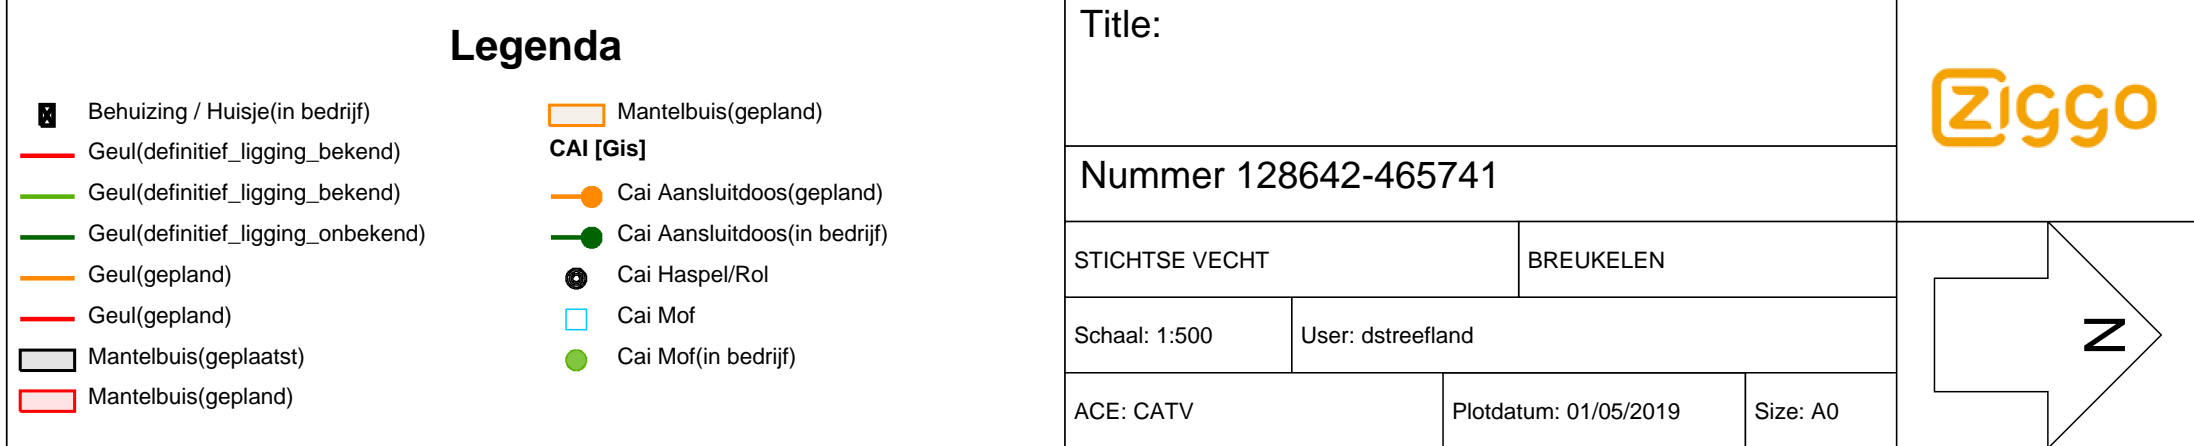 Legenda
Behuizing / Huisje(in bedrijf)
Geul(definitief_ligging_bekend)
Geul(definitief_ligging_bekend)
Geul(definitief_ligging_onbekend)
Geul(gepland)
Geul(gepland)
Mantelbuis(geplaatst)
Mantelbuis(gepland)
Mantelbuis(gepland)
CAI [Gis]
Cai Aansluitdoos(gepland)
Cai Aansluitdoos(in bedrijf)
Cai Haspel/Rol
Cai Mof
Cai Mof(in bedrijf)
Title:
Nummer 128642-465741
STICHTSE VECHT BREUKELEN
Schaal: 1:500 User: dstreefland
ACE: CATV Plotdatum: 01/05/2019 Size: A0
ziggo
N